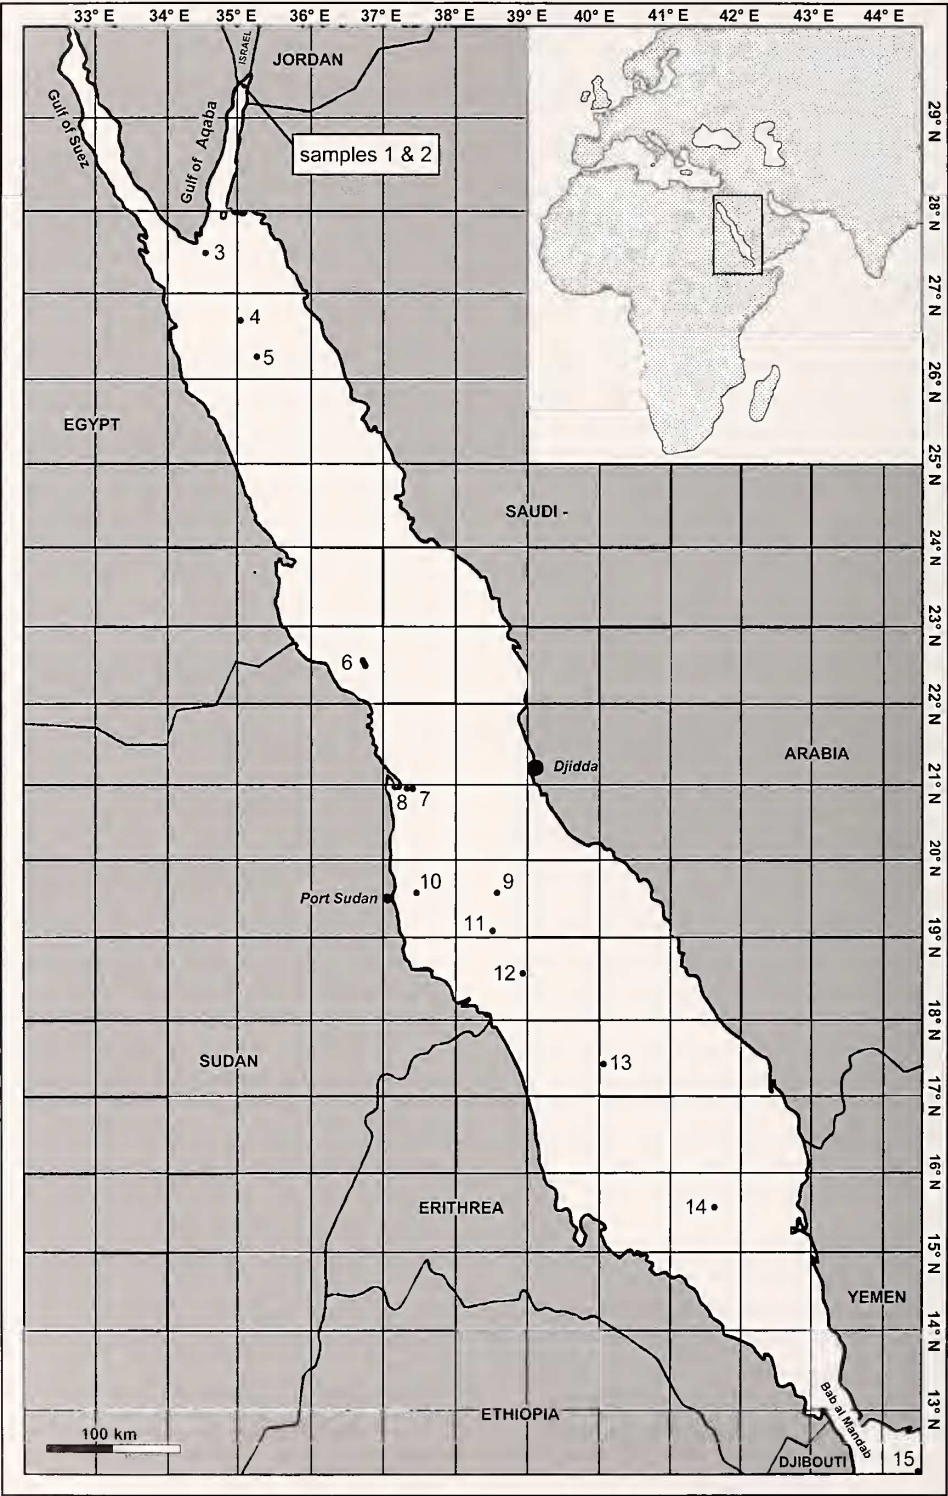 33° E 34° E 35° E 36° E 37° E 38° E 39° E 40° E 41° E 42° E 43° E 44° E
ISRAEL
JORDAN
Gulf of Suez
Gulf of Aqaba
samples 1 & 2
29° N
28° N
3
27° N
4
5
26° N
EGYPT
25° N
SAUDI -
24° N
23° N
6
22° N
ARABIA
Djidda
21° N
8 7
20° N
10 9
Port Sudan
11
19° N
12
18° N
SUDAN
13
17° N
16° N
ERITHREA
14
15° N
YEMEN
14° N
Bab al Mandab
13° N
ETHIOPIA
100 km
DJIBOUTI
15